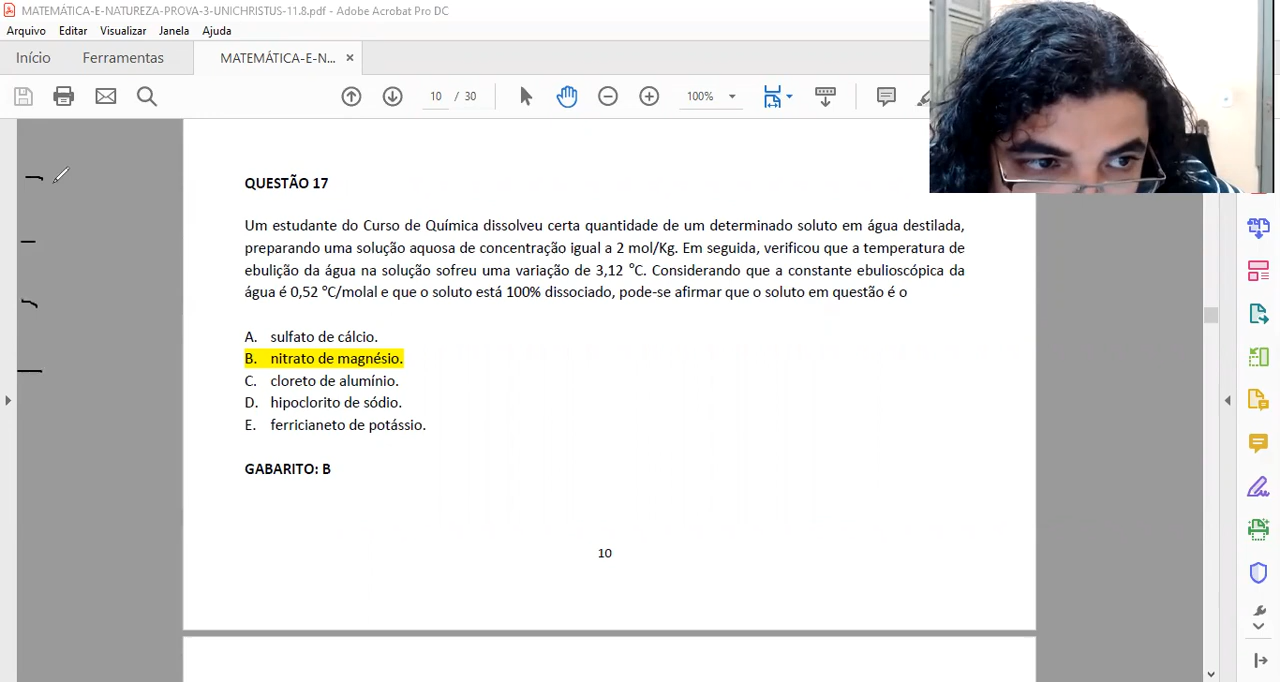 MATEMÁTICA-E-NATUREZA-PROVA-3-UNICHRISTUS-11.8.pdf - Adobe Acrobat Pro DC
Arquivo Editar Visualizar Janela Ajuda
Início Ferramentas MATEMÁTICA-E-N... ×
10 / 30 100%
QUESTÃO 17
Um estudante do Curso de Química dissolveu certa quantidade de um determinado soluto em água destilada,
preparando uma solução aquosa de concentração igual a 2 mol/Kg. Em seguida, verificou que a temperatura de
ebulição da água na solução sofreu uma variação de 3,12 °C. Considerando que a constante ebulioscópica da
água é 0,52 °C/molal e que o soluto está 100% dissociado, pode-se afirmar que o soluto em questão é o
A. sulfato de cálcio.
B. nitrato de magnésio.
C. cloreto de alumínio.
D. hipoclorito de sódio.
E. ferricianeto de potássio.
GABARITO: B
10